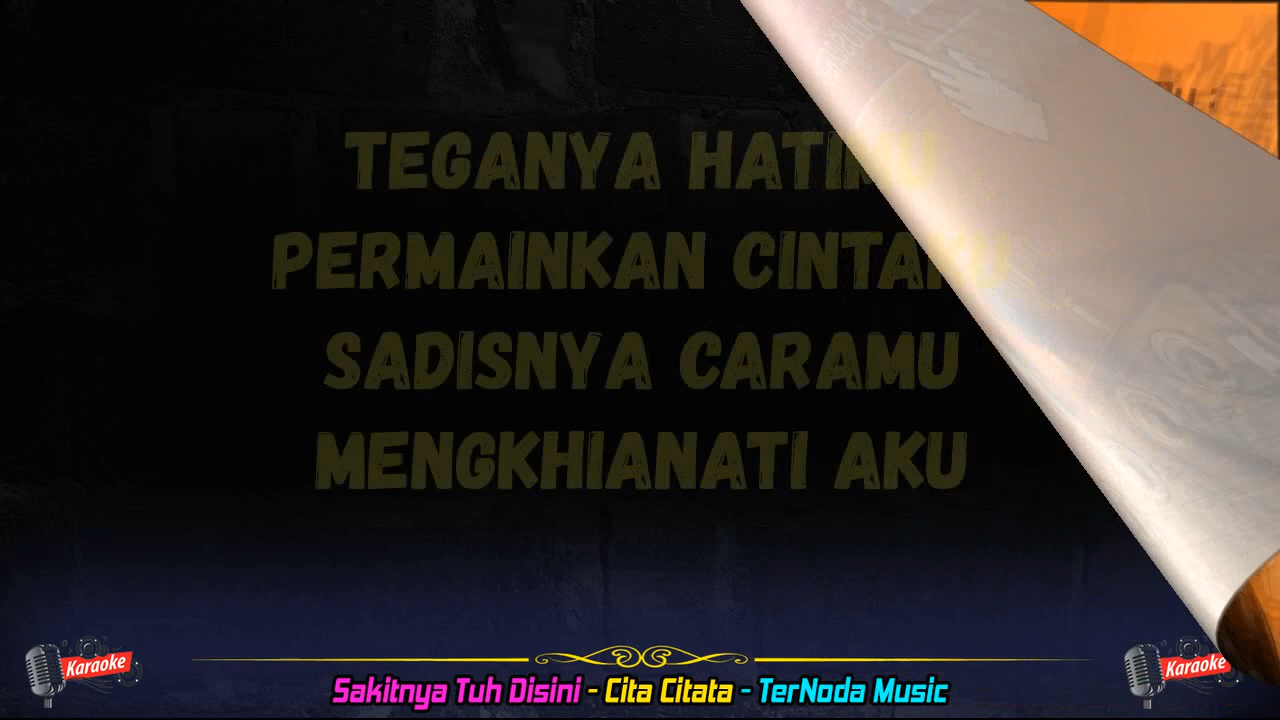 TEGANYA HATIMU
PERMAINKAN CINTAKU
SADISNYA CARAMU
MENGKHIANATI AKU
Karaoke
Karaoke
Sakitnya Tuh Disini - Cita Citata - TerNoda Music